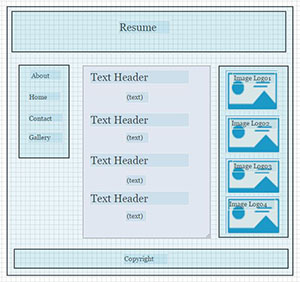 Resume
About
Home
Contact
Gallery
Text Header
(text)
Text Header
(text)
Text Header
(text)
Text Header
(text)
Image Logo1
Image Logo2
Image Logo3
Image Logo4
Copyright